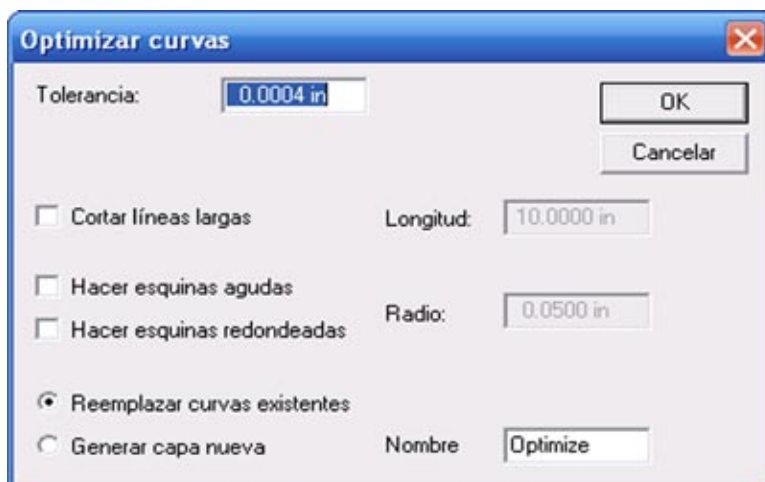 Optimizar curvas
Tolerancia: 0.0004 in
OK
Cancelar
Cortar líneas largas
Longitud: 10.0000 in
Hacer esquinas agudas
Hacer esquinas redondeadas
Radio: 0.0500 in
Reemplazar curvas existentes
Generar capa nueva
Nombre Optimize